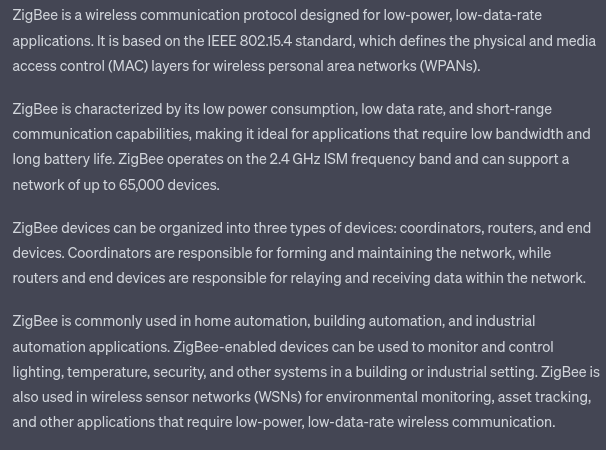 ZigBee is a wireless communication protocol designed for low-power, low-data-rate
applications. It is based on the IEEE 802.15.4 standard, which defines the physical and media
access control (MAC) layers for wireless personal area networks (WPANs).
ZigBee is characterized by its low power consumption, low data rate, and short-range
communication capabilities, making it ideal for applications that require low bandwidth and
long battery life. ZigBee operates on the 2.4 GHz ISM frequency band and can support a
network of up to 65,000 devices.
ZigBee devices can be organized into three types of devices: coordinators, routers, and end
devices. Coordinators are responsible for forming and maintaining the network, while
routers and end devices are responsible for relaying and receiving data within the network.
ZigBee is commonly used in home automation, building automation, and industrial
automation applications. ZigBee-enabled devices can be used to monitor and control
lighting, temperature, security, and other systems in a building or industrial setting. ZigBee is
also used in wireless sensor networks (WSNs) for environmental monitoring, asset tracking,
and other applications that require low-power, low-data-rate wireless communication.